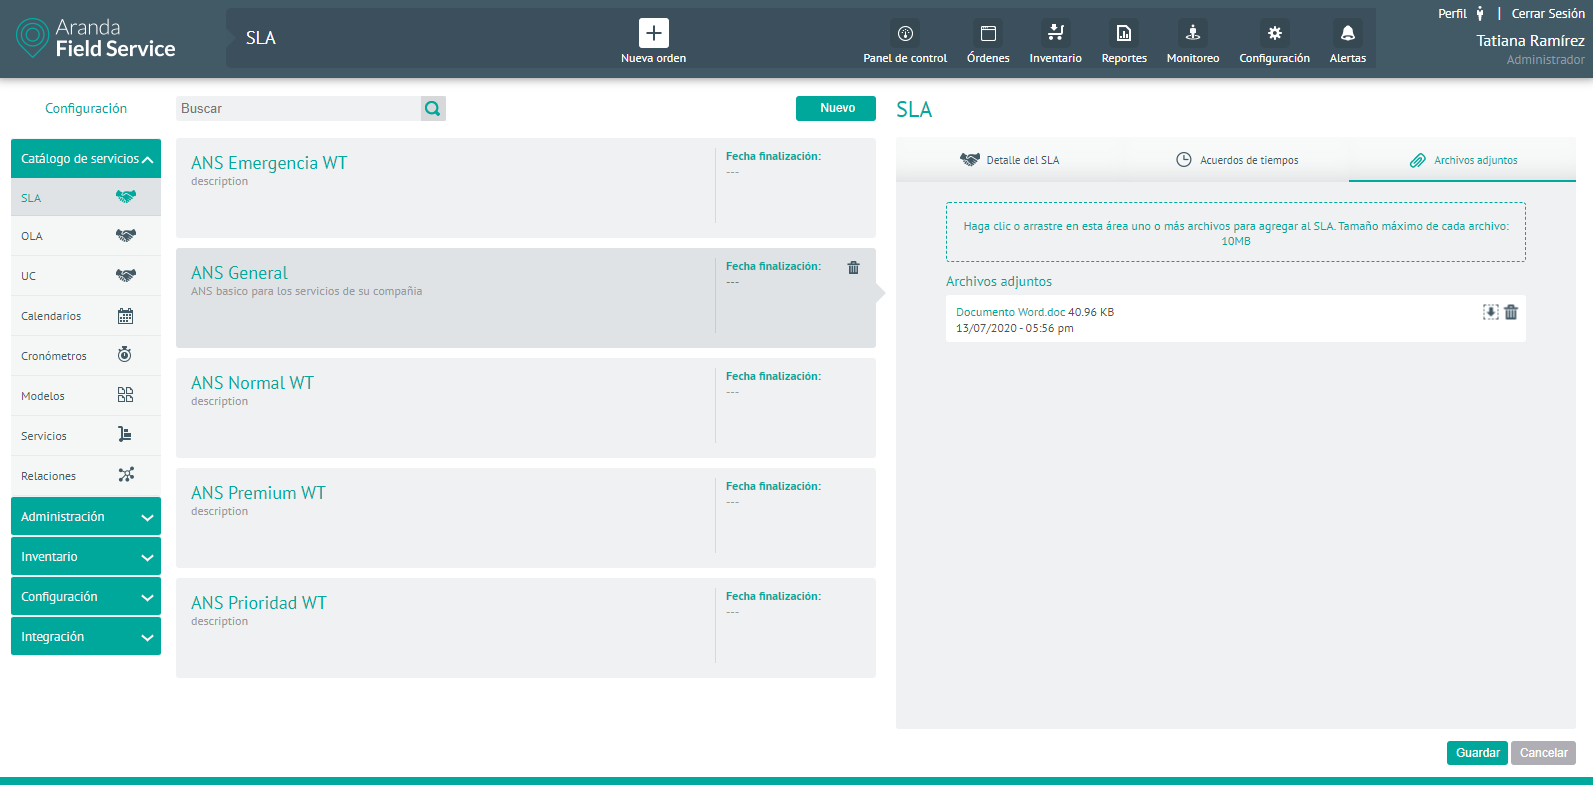 Aranda
Field Service
SLA
Nueva orden
Panel de control
Órdenes
Inventario
Reportes
Monitoreo
Configuración
Alertas
Perfil | Cerrar Sesión
Tatiana Ramírez
Administrador
Configuración
Catálogo de servicios
SLA
OLA
UC
Calendarios
Cronómetros
Modelos
Servicios
Relaciones
Administración
Inventario
Configuración
Integración
Buscar
Nuevo
ANS Emergencia WT
description
Fecha finalización:
---
ANS General
ANS basico para los servicios de su compañia
Fecha finalización:
---
ANS Normal WT
description
Fecha finalización:
---
ANS Premium WT
description
Fecha finalización:
---
ANS Prioridad WT
description
Fecha finalización:
---
SLA
Detalle del SLA
Acuerdos de tiempos
Archivos adjuntos
Haga clic o arrastre en esta área uno o más archivos para agregar al SLA. Tamaño máximo de cada archivo:
10MB
Archivos adjuntos
Documento Word.doc 40.96 KB
13/07/2020 - 05:56 pm
Guardar
Cancelar